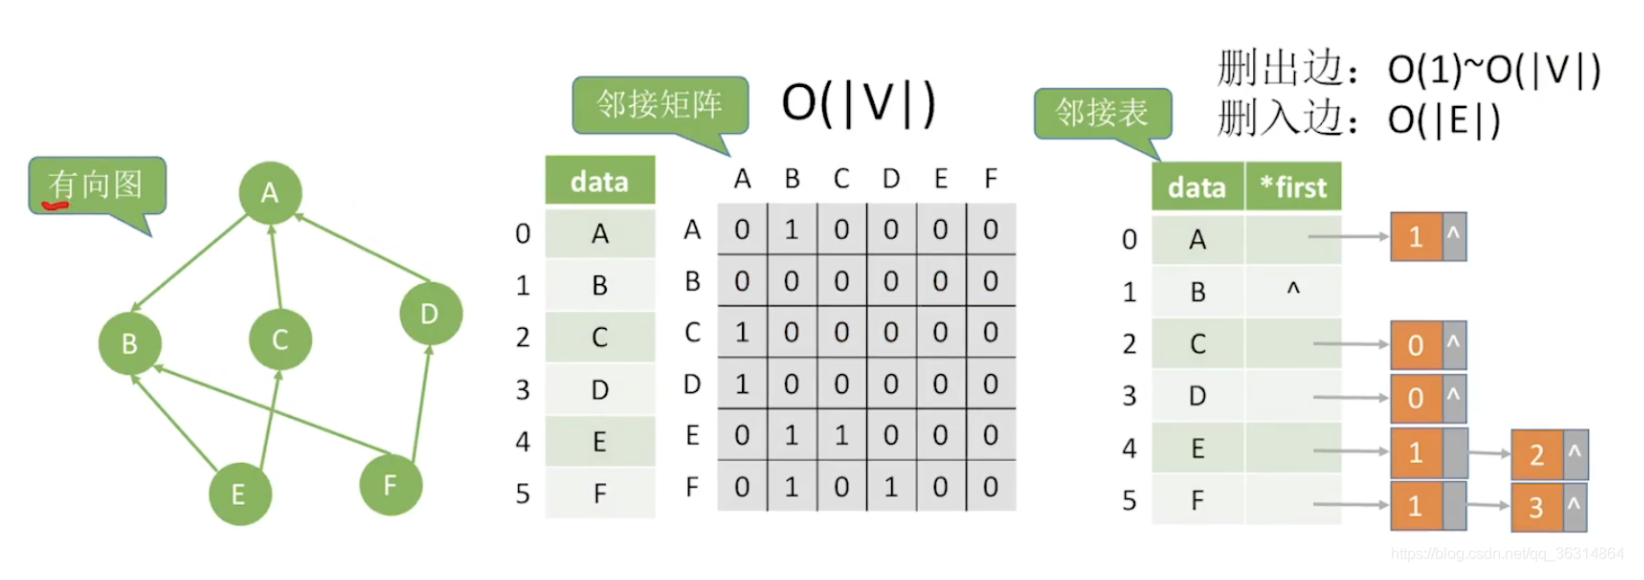 有向图
A
B
C
D
E
F
邻接矩阵
O(|V|)
data
0 A
1 B
2 C
3 D
4 E
5 F
A B C D E F
A 0 1 0 0 0 0
B 0 0 0 0 0 0
C 1 0 0 0 0 0
D 1 0 0 0 0 0
E 0 1 1 0 0 0
F 0 1 0 1 0 0
删出边：O(1)~O(|V|)
删入边：O(|E|)
邻接表
data *first
0 A 1 ^
1 B ^
2 C 0 ^
3 D 0 ^
4 E 1 2 ^
5 F 1 3 ^
https://blog.csdn.net/qq_36314864